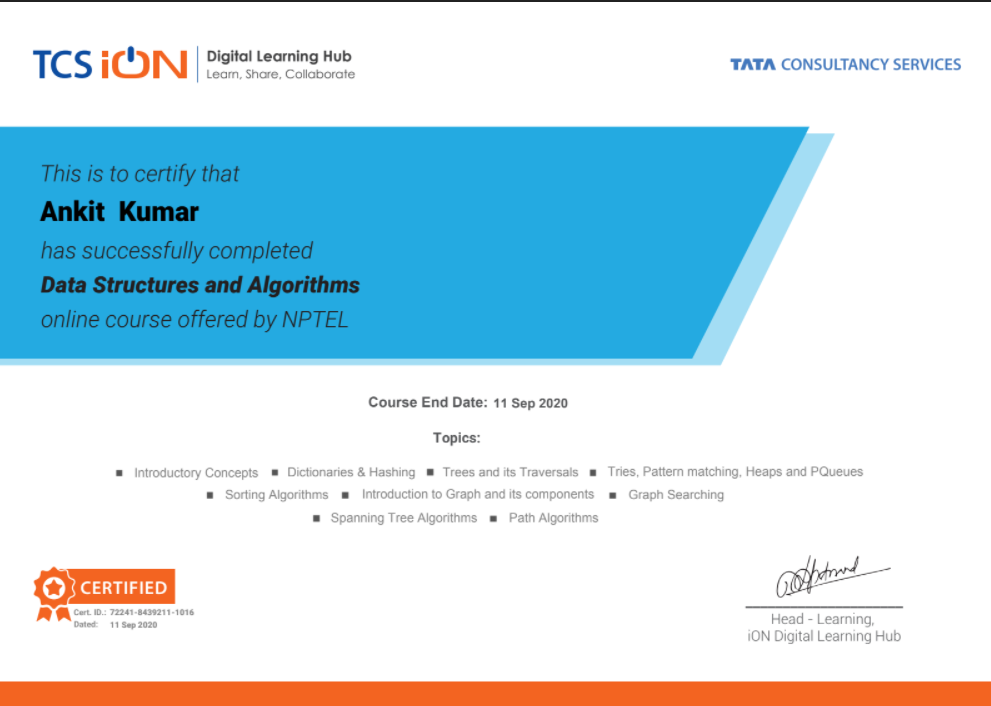 TCS iON Digital Learning Hub
Learn, Share, Collaborate
TATA CONSULTANCY SERVICES
This is to certify that
Ankit Kumar
has successfully completed
Data Structures and Algorithms
online course offered by NPTEL
Course End Date: 11 Sep 2020
Topics:
■ Introductory Concepts ■ Dictionaries & Hashing ■ Trees and its Traversals ■ Tries, Pattern matching, Heaps and PQueues
■ Sorting Algorithms ■ Introduction to Graph and its components ■ Graph Searching
■ Spanning Tree Algorithms ■ Path Algorithms
CERTIFIED
Cert. ID.: 72241-8439211-1016
Dated: 11 Sep 2020
Head - Learning,
iON Digital Learning Hub